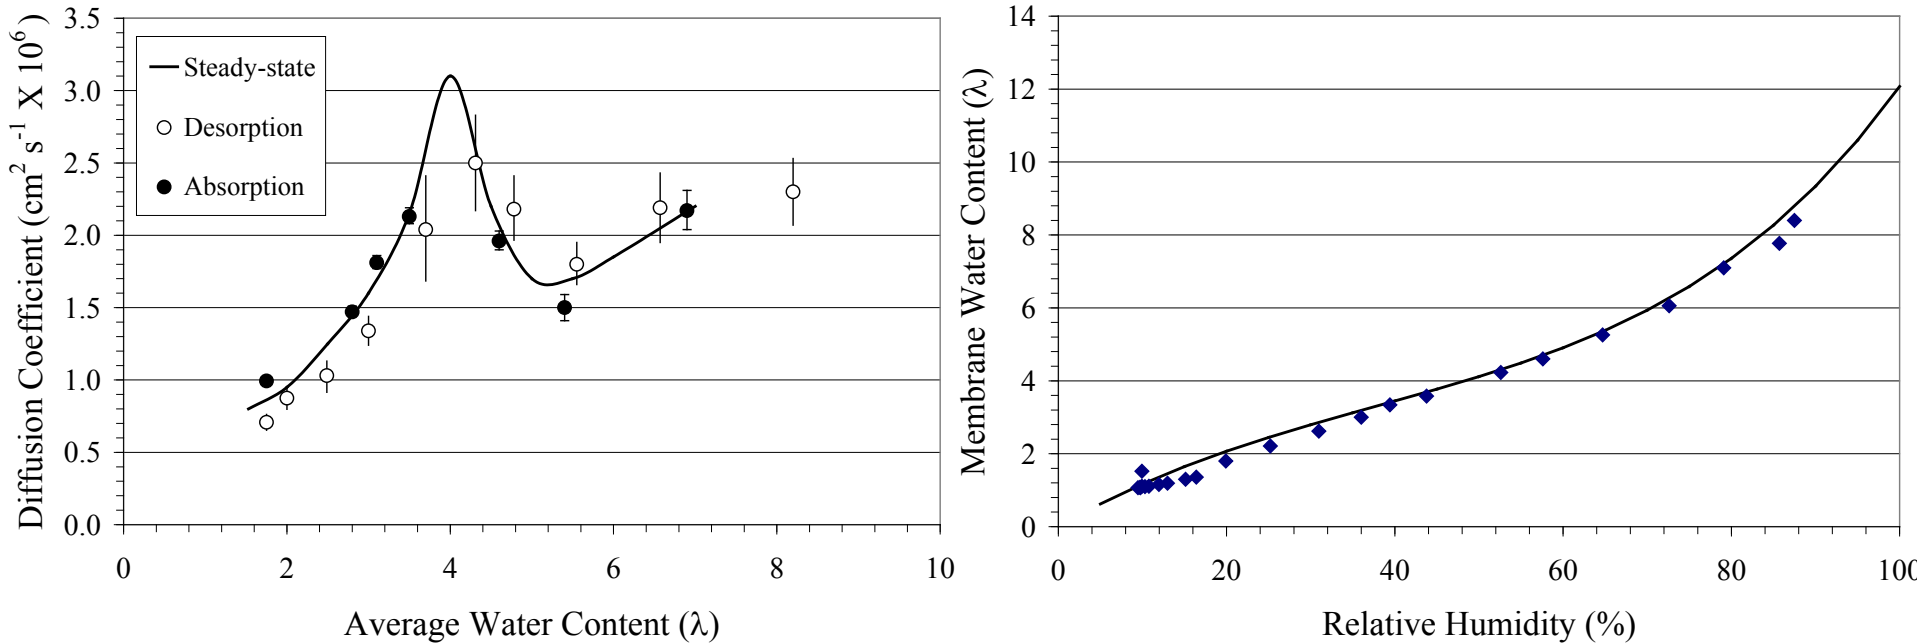 Diffusion Coefficient (cm² s⁻¹ X 10⁶)
3.5
3.0
2.5
2.0
1.5
1.0
0.5
0.0
Steady-state
Desorption
Absorption
0 2 4 6 8 10
Average Water Content (λ)
Membrane Water Content (λ)
14
12
10
8
6
4
2
0
0 20 40 60 80 100
Relative Humidity (%)